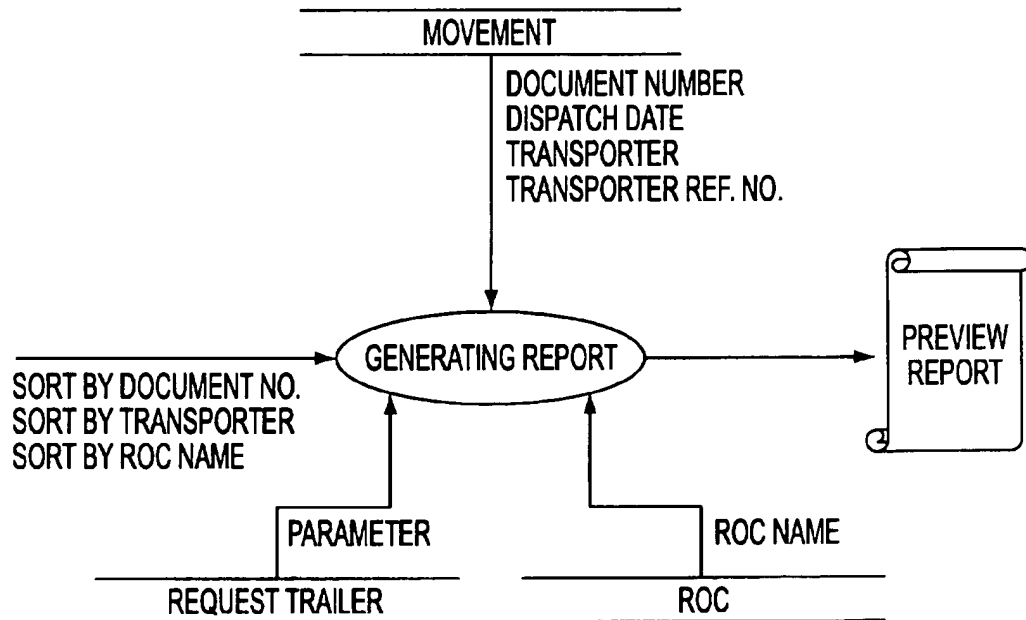 MOVEMENT
DOCUMENT NUMBER
DISPATCH DATE
TRANSPORTER
TRANSPORTER REF. NO.
GENERATING REPORT
PREVIEW
REPORT
SORT BY DOCUMENT NO.
SORT BY TRANSPORTER
SORT BY ROC NAME
PARAMETER
ROC NAME
REQUEST TRAILER
ROC